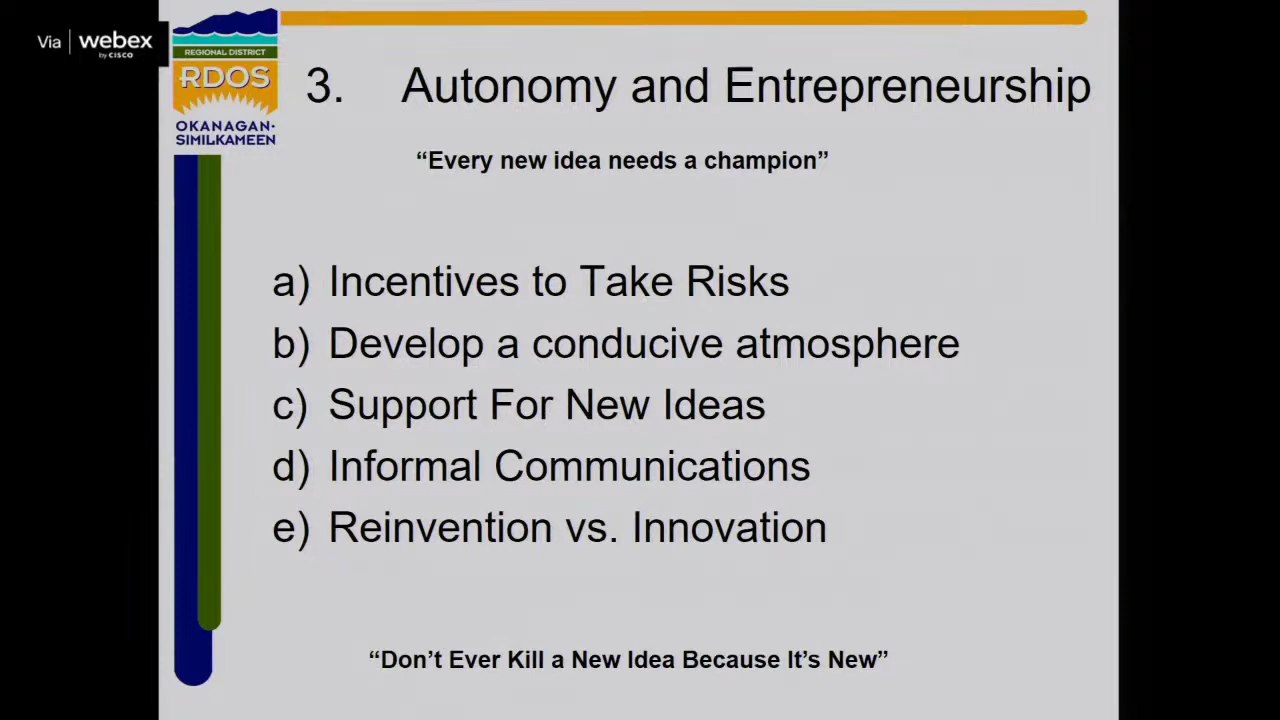 Via webex
by CISCO
REGIONAL DISTRICT
RDOS
OKANAGAN-
SIMILKAMEEN
3. Autonomy and Entrepreneurship
“Every new idea needs a champion”
a) Incentives to Take Risks
b) Develop a conducive atmosphere
c) Support For New Ideas
d) Informal Communications
e) Reinvention vs. Innovation
“Don’t Ever Kill a New Idea Because It’s New”